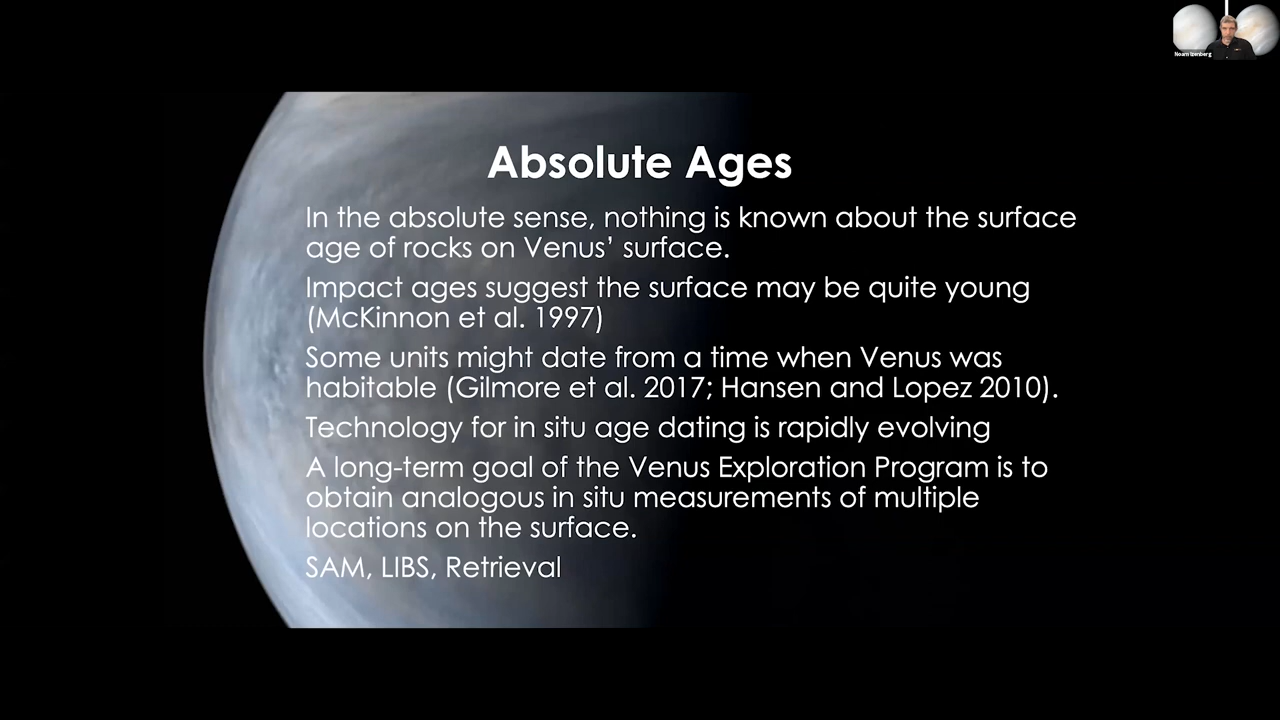 Noam Izenberg
Absolute Ages
In the absolute sense, nothing is known about the surface
age of rocks on Venus’ surface.
Impact ages suggest the surface may be quite young
(McKinnon et al. 1997)
Some units might date from a time when Venus was
habitable (Gilmore et al. 2017; Hansen and Lopez 2010).
Technology for in situ age dating is rapidly evolving
A long-term goal of the Venus Exploration Program is to
obtain analogous in situ measurements of multiple
locations on the surface.
SAM, LIBS, Retrieval